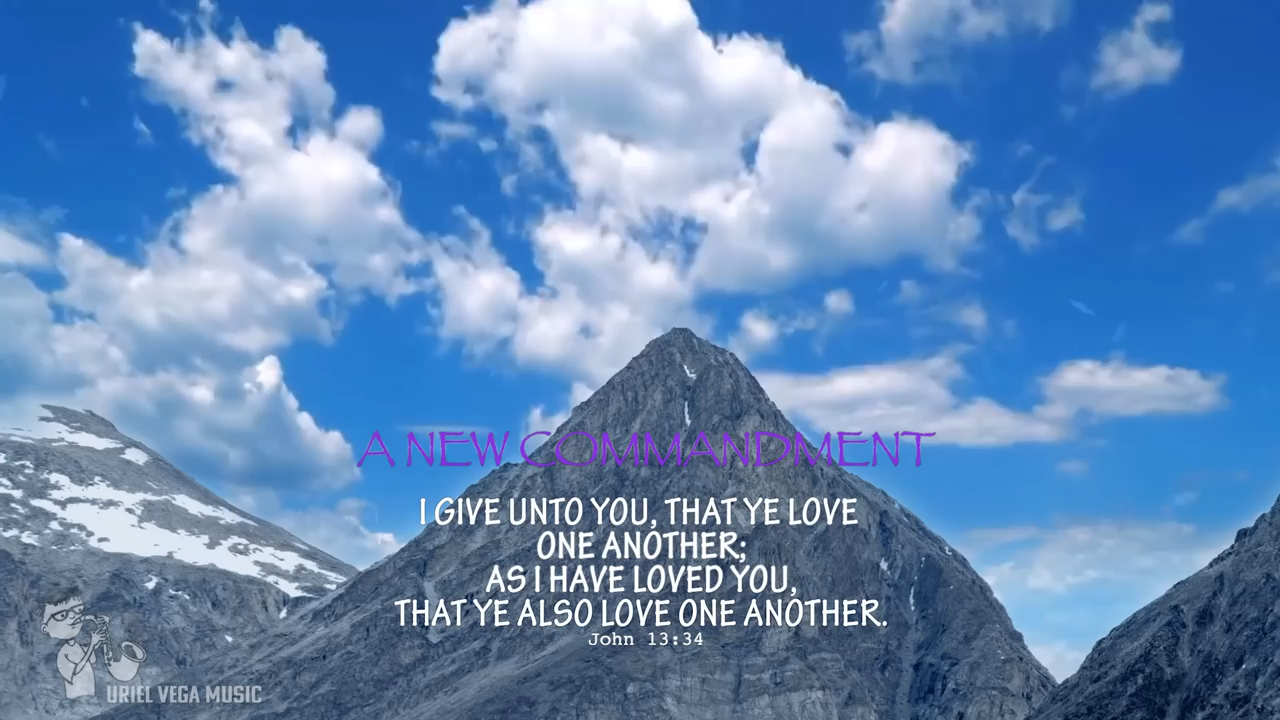 A NEW COMMANDMENT
I GIVE UNTO YOU, THAT YE LOVE
ONE ANOTHER;
AS I HAVE LOVED YOU,
THAT YE ALSO LOVE ONE ANOTHER.
John 13:34
URIEL VEGA MUSIC